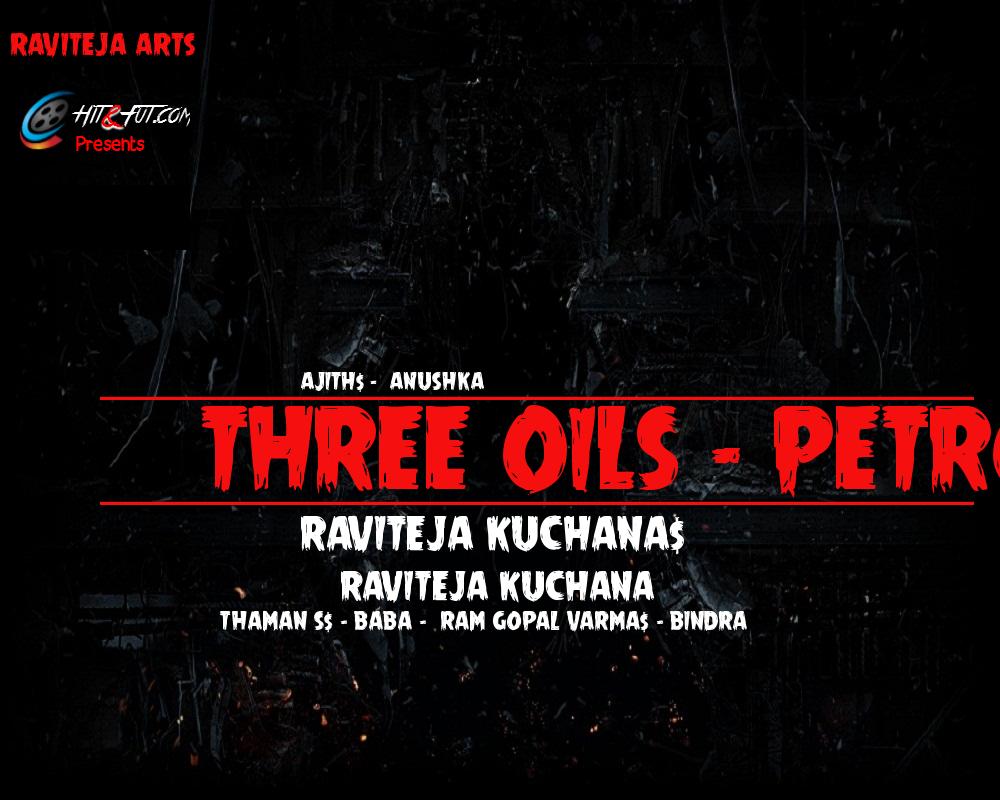 RAVITEJA ARTS
HIT&FUT.COM
Presents
AJITH$ - ANUSHKA
THREE OILS - PETR
RAVITEJA KUCHANA$
RAVITEJA KUCHANA
THAMAN S$ - BABA - RAM GOPAL VARMA$ - BINDRA